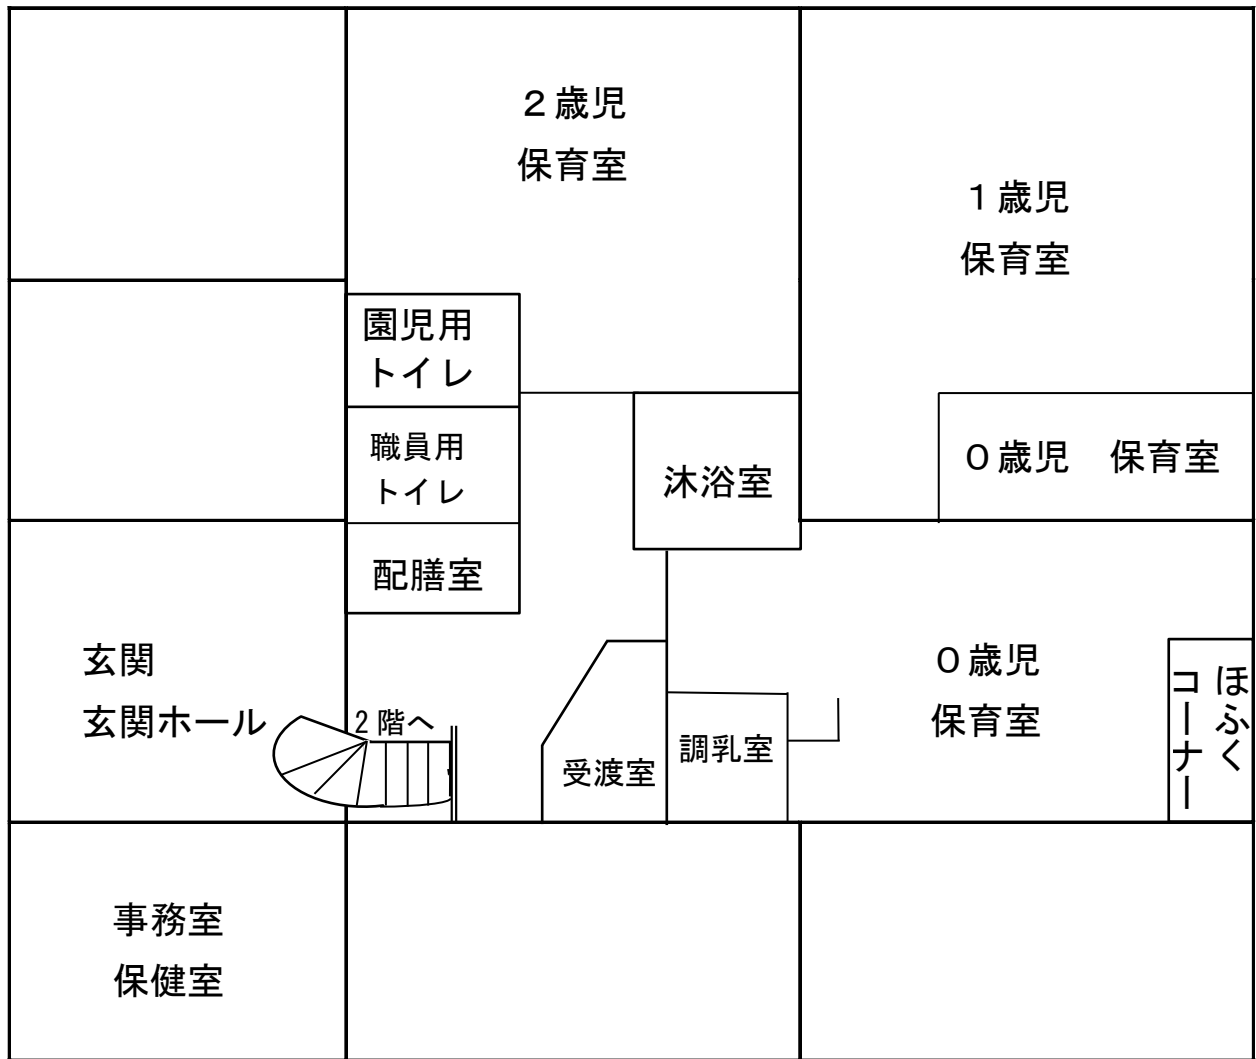 ２歳児
保育室
１歳児
保育室
園児用
トイレ
職員用
トイレ
沐浴室
０歳児　保育室
配膳室
玄関
玄関ホール
2階へ
受渡室
調乳室
０歳児
保育室
ほふく
コーナー
事務室
保健室